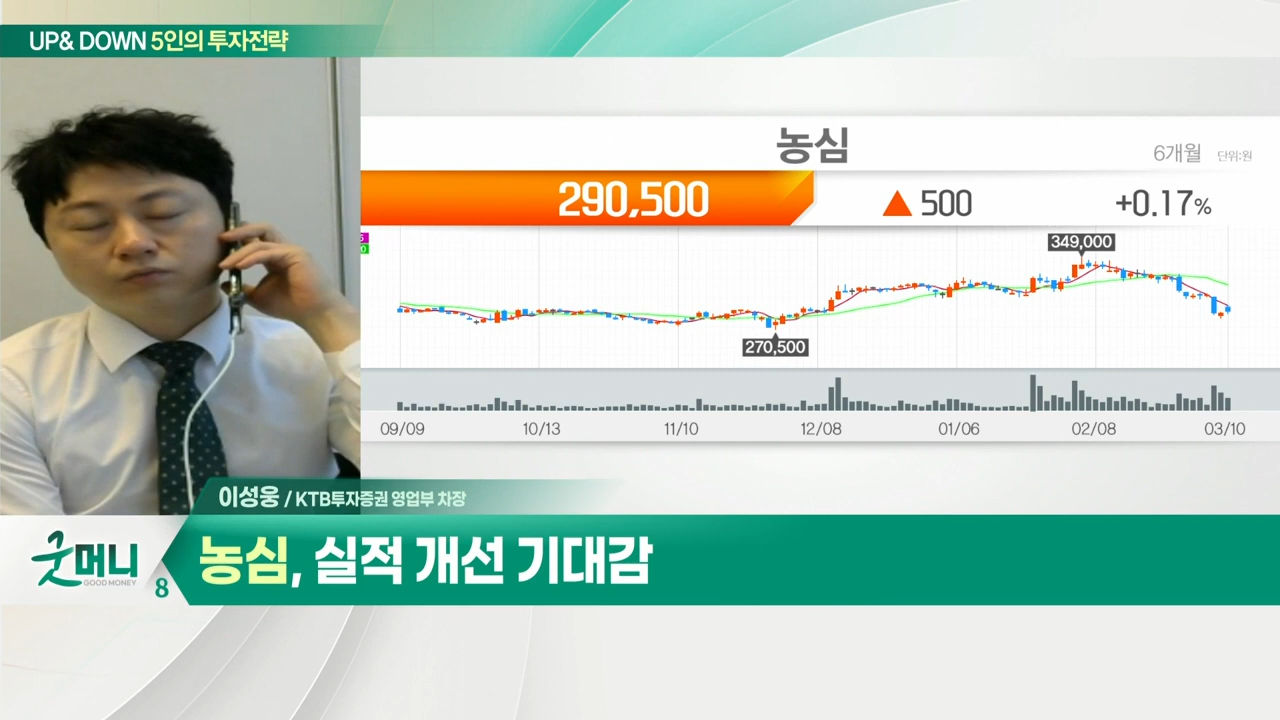 UP& DOWN 5인의 투자전략
농심
6개월 단위:원
290,500
▲ 500
+0.17%
349,000
270,500
09/09 10/13 11/10 12/08 01/06 02/08 03/10
이성웅 / KTB투자증권 영업부 차장
굿머니
GOOD MONEY
8
농심, 실적 개선 기대감